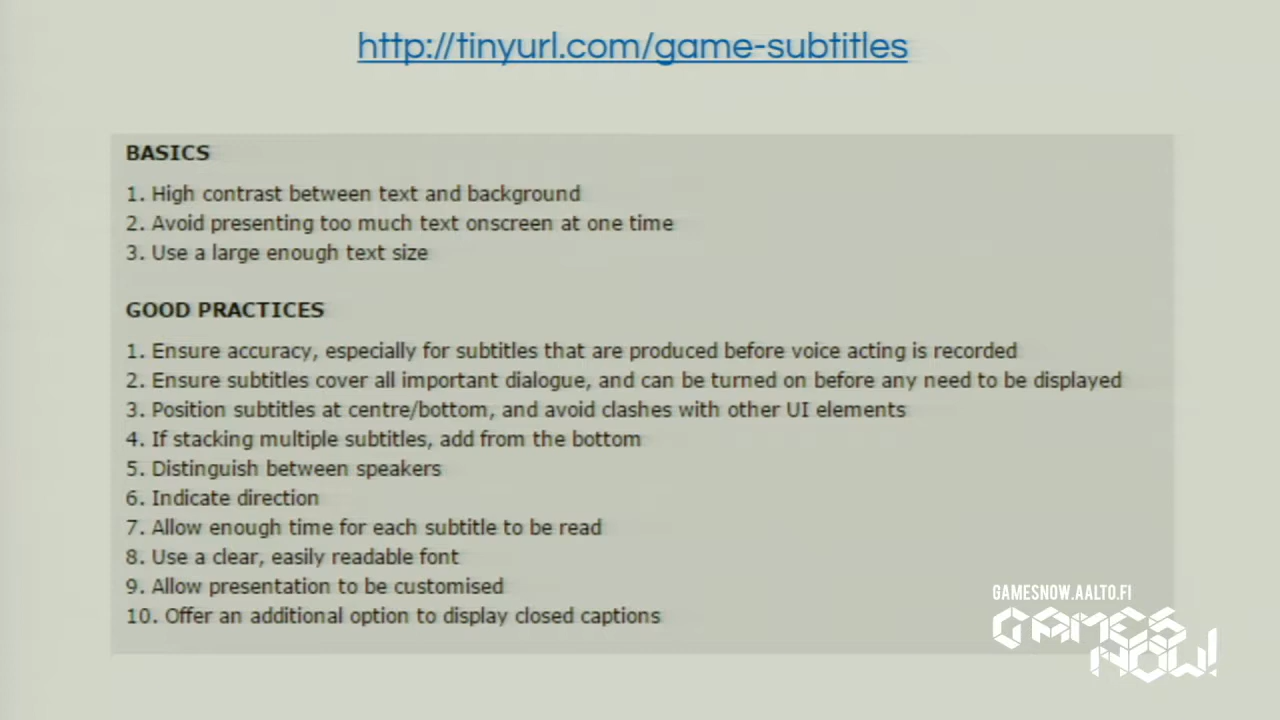 http://tinyurl.com/game-subtitles
BASICS
1. High contrast between text and background
2. Avoid presenting too much text onscreen at one time
3. Use a large enough text size
GOOD PRACTICES
1. Ensure accuracy, especially for subtitles that are produced before voice acting is recorded
2. Ensure subtitles cover all important dialogue, and can be turned on before any need to be displayed
3. Position subtitles at centre/bottom, and avoid clashes with other UI elements
4. If stacking multiple subtitles, add from the bottom
5. Distinguish between speakers
6. Indicate direction
7. Allow enough time for each subtitle to be read
8. Use a clear, easily readable font
9. Allow presentation to be customised
10. Offer an additional option to display closed captions
GAMESNOW.AALTO.FI
GAMES
NOW!